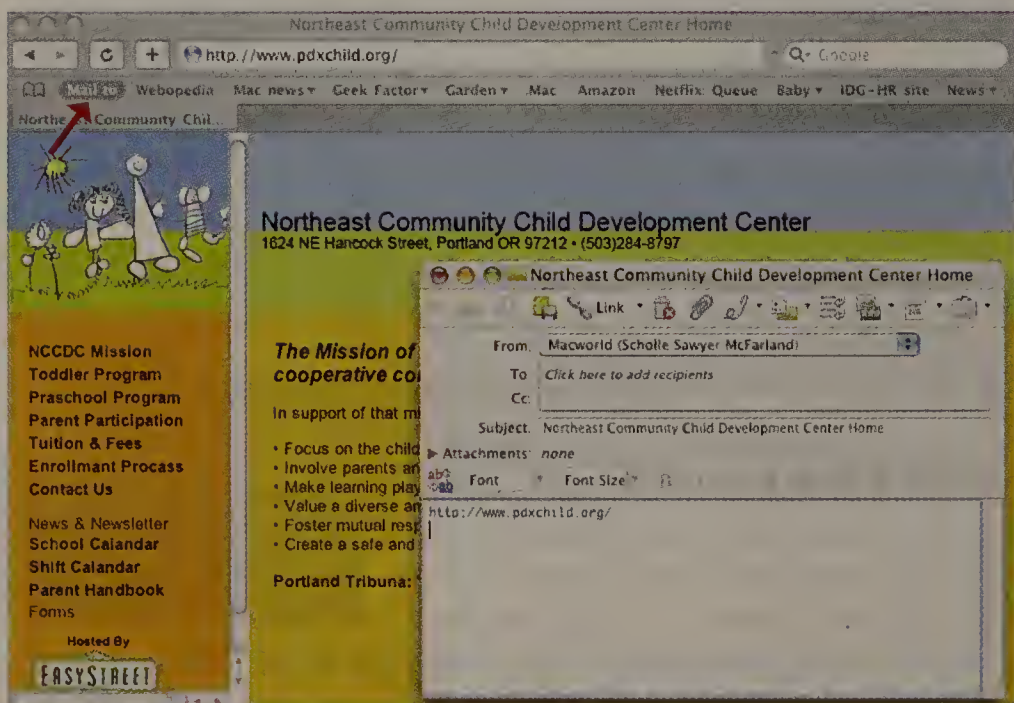 Northeast Community Child Development Center Home
http://www.pdxchild.org/
Q- Google
Mail to Webopedia Mac news Geek Factor Garden .Mac Amazon Netflix: Queue Baby IDG-HR site News
Northe Community Chil...
Northeast Community Child Development Center
1624 NE Hancock Street, Portland OR 97212 • (503)284-8797
NCCDC Mission
Toddler Program
Praschool Program
Parent Participation
Tuition & Fees
Enrollmant Procass
Contact Us
News & Newsletter
School Calandar
Shift Calandar
Parent Handbook
Forms
Hosted By
EASYSTREET
The Mission of
cooperative co
In support of that mi
• Focus on the child
• Involve parents an
• Make learning play
• Value a diverse an
• Foster mutual res
• Create a safe and
Portland Tribuna:
Northeast Community Child Development Center Home
Link
From: Macworld (Scholle Sawyer McFarland)
To: Click here to add recipients
Cc:
Subject: Northeast Community Child Development Center Home
Attachments: none
Font Font Size
http://www.pdxchild.org/